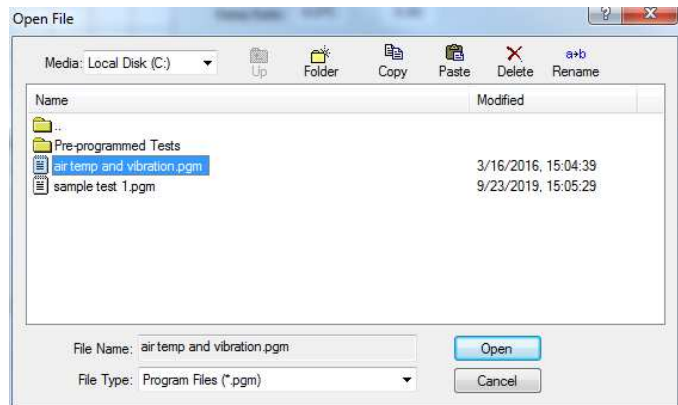 Open File
Media: Local Disk (C:)
Up Folder Copy Paste Delete a→b Rename
Name Modified
..
Pre-programmed Tests
air temp and vibration.pgm 3/16/2016, 15:04:39
sample test 1.pgm 9/23/2019, 15:05:29
File Name: air temp and vibration.pgm Open
File Type: Program Files (*.pgm) Cancel